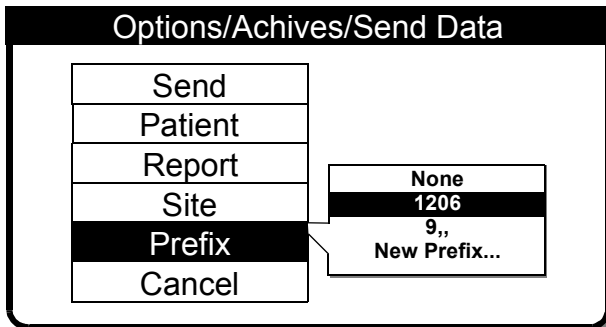 Options/Achives/Send Data
Send
Patient
Report
Site
Prefix
Cancel
None
1206
9,,
New Prefix...